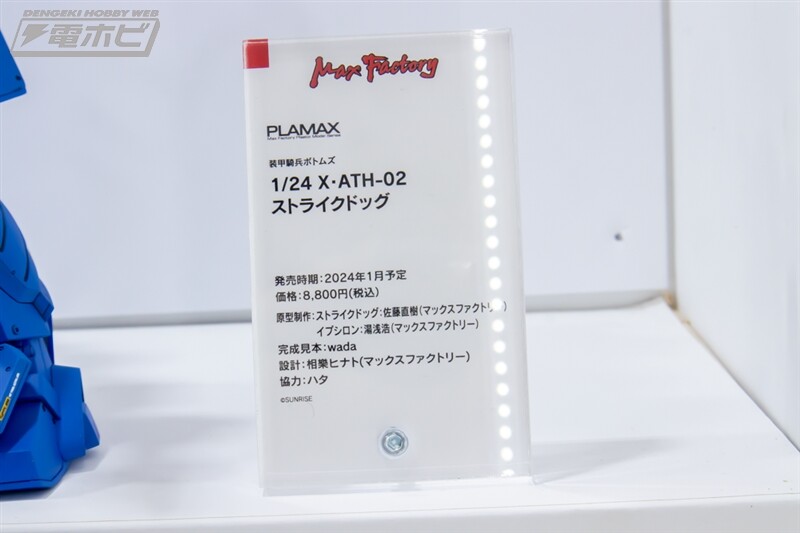 DENGEKI HOBBY WEB
電ホビ
Max Factory
PLAMAX
Max Factory Plastic Model Series
装甲騎兵ボトムズ
1/24 X・ATH-02
ストライクドッグ
発売時期：2024年1月予定
価格：8,800円(税込)
原型制作：ストライクドッグ：佐藤直樹(マックスファクトリー)
イプシロン：湯浅浩(マックスファクトリー)
完成見本：wada
設計：相樂ヒナト(マックスファクトリー)
協力：ハタ
©SUNRISE